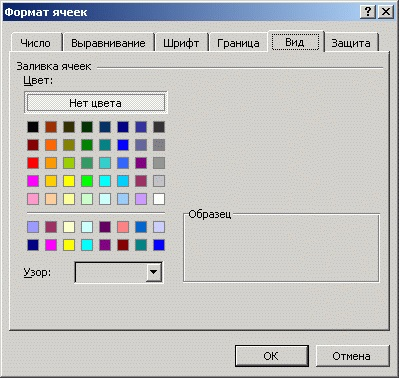 Формат ячеек
Число Выравнивание Шрифт Граница Вид Защита
Заливка ячеек
Цвет:
Нет цвета
Образец
Узор:
ОК Отмена